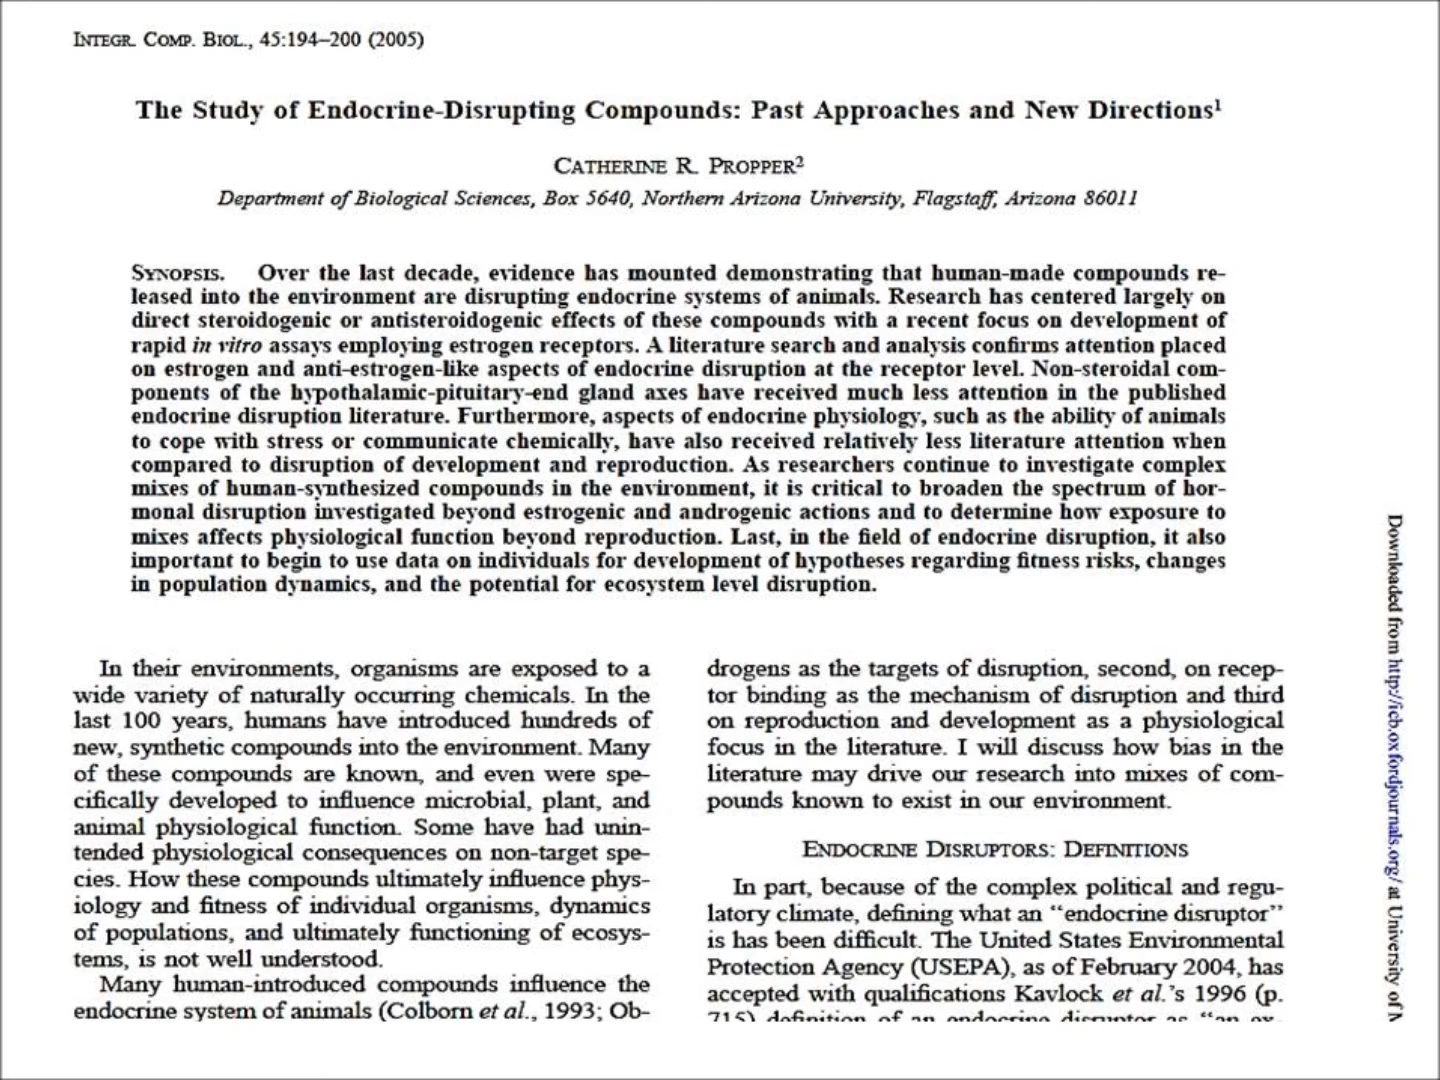 INTEGR. COMP. BIOL., 45:194–200 (2005)
The Study of Endocrine-Disrupting Compounds: Past Approaches and New Directions¹
CATHERINE R. PROPPER²
Department of Biological Sciences, Box 5640, Northern Arizona University, Flagstaff, Arizona 86011
SYNOPSIS. Over the last decade, evidence has mounted demonstrating that human-made compounds re-
leased into the environment are disrupting endocrine systems of animals. Research has centered largely on
direct steroidogenic or antisteroidogenic effects of these compounds with a recent focus on development of
rapid in vitro assays employing estrogen receptors. A literature search and analysis confirms attention placed
on estrogen and anti-estrogen-like aspects of endocrine disruption at the receptor level. Non-steroidal com-
ponents of the hypothalamic-pituitary-end gland axes have received much less attention in the published
endocrine disruption literature. Furthermore, aspects of endocrine physiology, such as the ability of animals
to cope with stress or communicate chemically, have also received relatively less literature attention when
compared to disruption of development and reproduction. As researchers continue to investigate complex
mixes of human-synthesized compounds in the environment, it is critical to broaden the spectrum of hor-
monal disruption investigated beyond estrogenic and androgenic actions and to determine how exposure to
mixes affects physiological function beyond reproduction. Last, in the field of endocrine disruption, it also
important to begin to use data on individuals for development of hypotheses regarding fitness risks, changes
in population dynamics, and the potential for ecosystem level disruption.
In their environments, organisms are exposed to a
wide variety of naturally occurring chemicals. In the
last 100 years, humans have introduced hundreds of
new, synthetic compounds into the environment. Many
of these compounds are known, and even were spe-
cifically developed to influence microbial, plant, and
animal physiological function. Some have had unin-
tended physiological consequences on non-target spe-
cies. How these compounds ultimately influence phys-
iology and fitness of individual organisms, dynamics
of populations, and ultimately functioning of ecosys-
tems, is not well understood.
Many human-introduced compounds influence the
endocrine system of animals (Colborn et al., 1993; Ob-
drogens as the targets of disruption, second, on recep-
tor binding as the mechanism of disruption and third
on reproduction and development as a physiological
focus in the literature. I will discuss how bias in the
literature may drive our research into mixes of com-
pounds known to exist in our environment.
ENDOCRINE DISRUPTORS: DEFINITIONS
In part, because of the complex political and regu-
latory climate, defining what an “endocrine disruptor”
is has been difficult. The United States Environmental
Protection Agency (USEPA), as of February 2004, has
accepted with qualifications Kavlock et al.'s 1996 (p.
715) definition of an endocrine disruptor as “an ex-
Downloaded from http://icb.oxfordjournals.org/ at University of